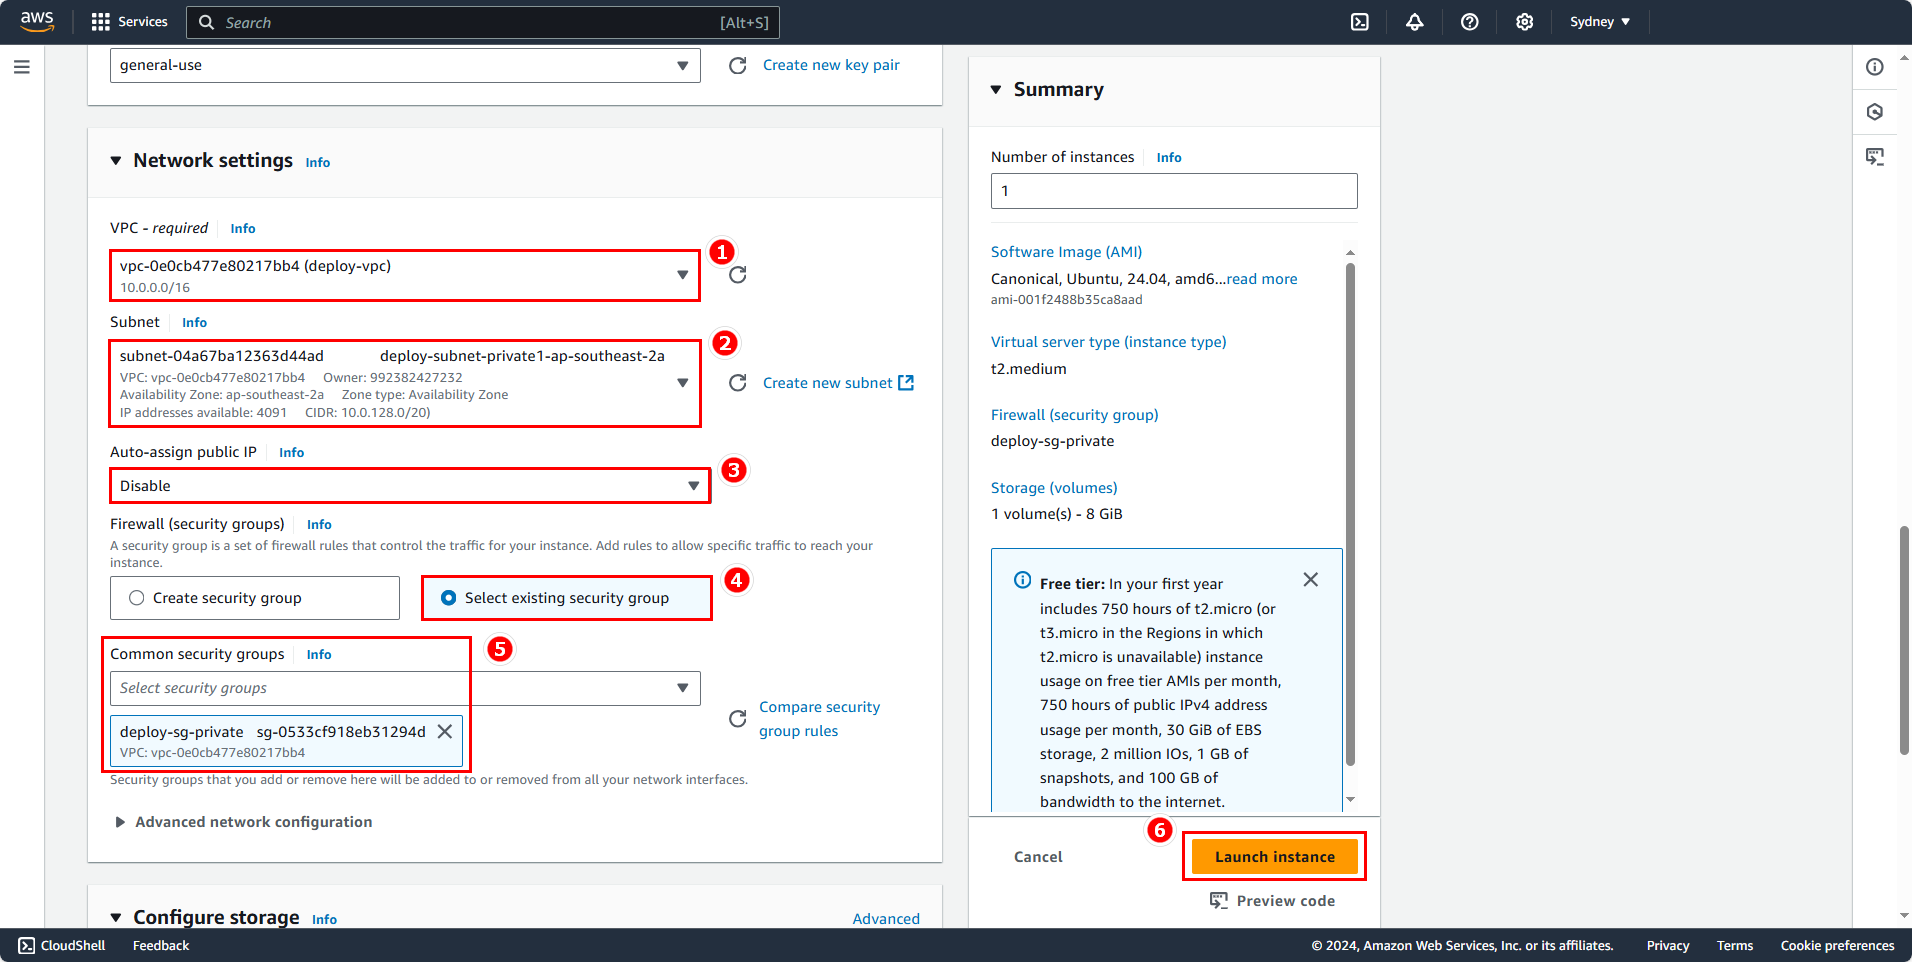 aws
Services
Search
[Alt+S]
Sydney
general-use
Create new key pair
Network settings Info
VPC - required Info
vpc-0e0cb477e80217bb4 (deploy-vpc)
10.0.0.0/16
1
Subnet Info
2
subnet-04a67ba12363d44ad deploy-subnet-private1-ap-southeast-2a
VPC: vpc-0e0cb477e80217bb4 Owner: 992382427232
Availability Zone: ap-southeast-2a Zone type: Availability Zone
IP addresses available: 4091 CIDR: 10.0.128.0/20)
Create new subnet
Auto-assign public IP Info
3
Disable
Firewall (security groups) Info
A security group is a set of firewall rules that control the traffic for your instance. Add rules to allow specific traffic to reach your
instance.
Create security group
Select existing security group
4
Common security groups Info
5
Select security groups
deploy-sg-private sg-0533cf918eb31294d
VPC: vpc-0e0cb477e80217bb4
Compare security
group rules
Security groups that you add or remove here will be added to or removed from all your network interfaces.
Advanced network configuration
Configure storage Info
Advanced
Summary
Number of instances Info
1
Software Image (AMI)
Canonical, Ubuntu, 24.04, amd6...read more
ami-001f2488b35ca8aad
Virtual server type (instance type)
t2.medium
Firewall (security group)
deploy-sg-private
Storage (volumes)
1 volume(s) - 8 GiB
Free tier: In your first year
includes 750 hours of t2.micro (or
t3.micro in the Regions in which
t2.micro is unavailable) instance
usage on free tier AMIs per month,
750 hours of public IPv4 address
usage per month, 30 GiB of EBS
storage, 2 million IOs, 1 GB of
snapshots, and 100 GB of
bandwidth to the internet.
6
Cancel
Launch instance
Preview code
CloudShell
Feedback
© 2024, Amazon Web Services, Inc. or its affiliates.
Privacy
Terms
Cookie preferences